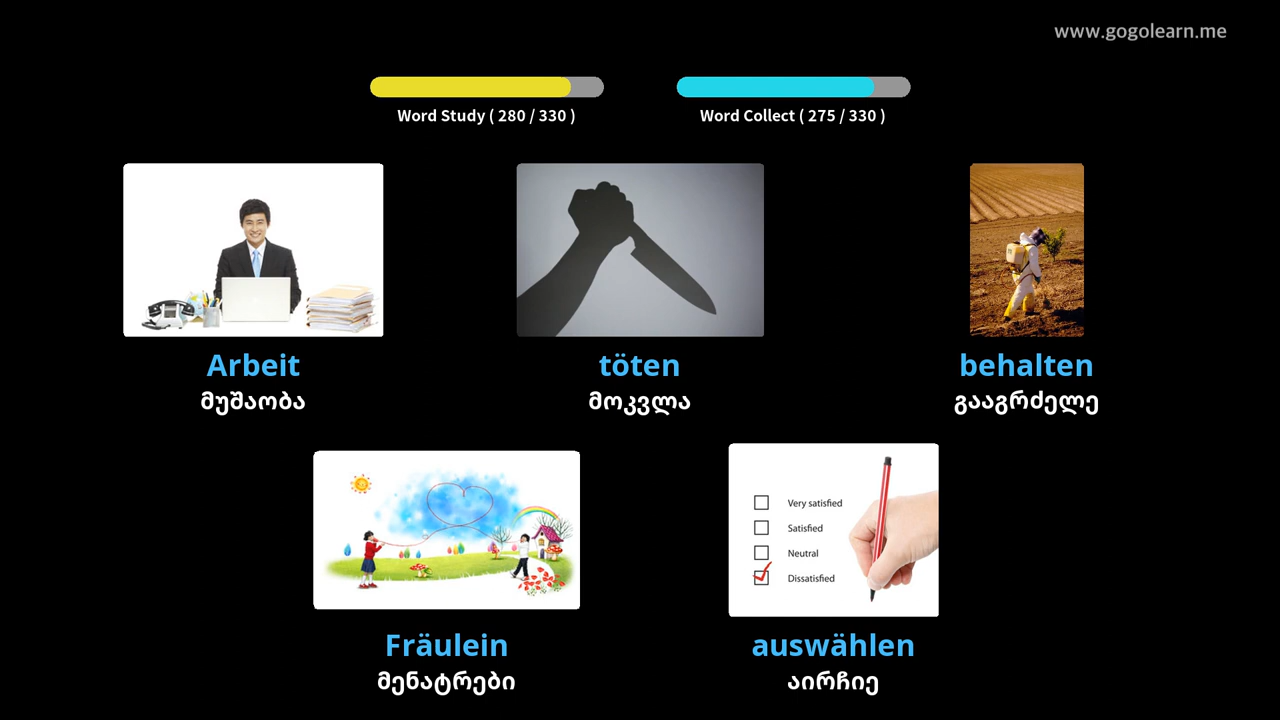 www.gogolearn.me
Word Study ( 280 / 330 )
Word Collect ( 275 / 330 )
Arbeit
მუშაობა
töten
მოკვლა
behalten
გააგრძელე
Very satisfied
Satisfied
Neutral
Dissatisfied
Fräulein
მენატრები
auswählen
აირჩიე